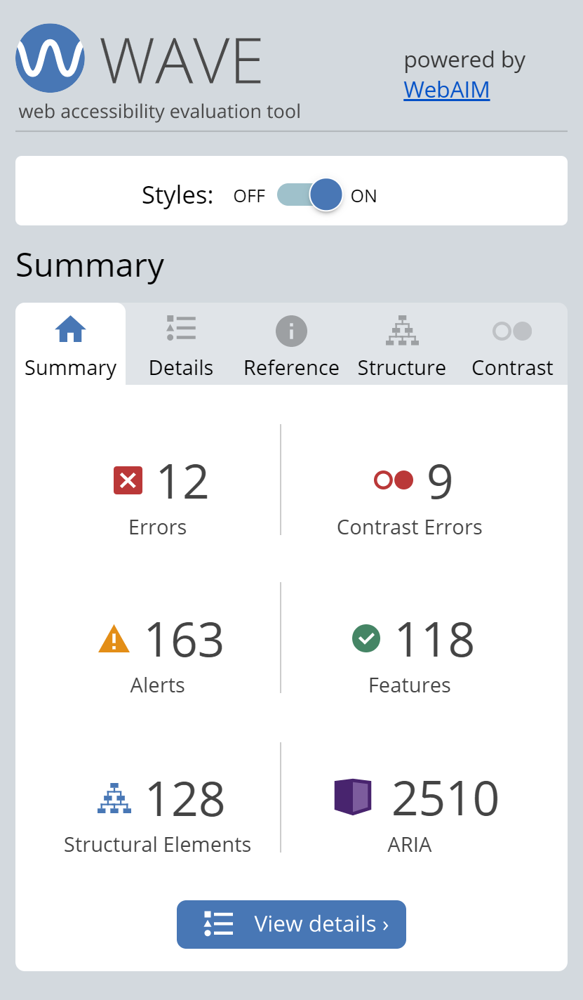 WAVE
web accessibility evaluation tool
powered by
WebAIM
Styles: OFF ON
Summary
Summary Details Reference Structure Contrast
12
Errors
9
Contrast Errors
163
Alerts
118
Features
128
Structural Elements
2510
ARIA
View details ›